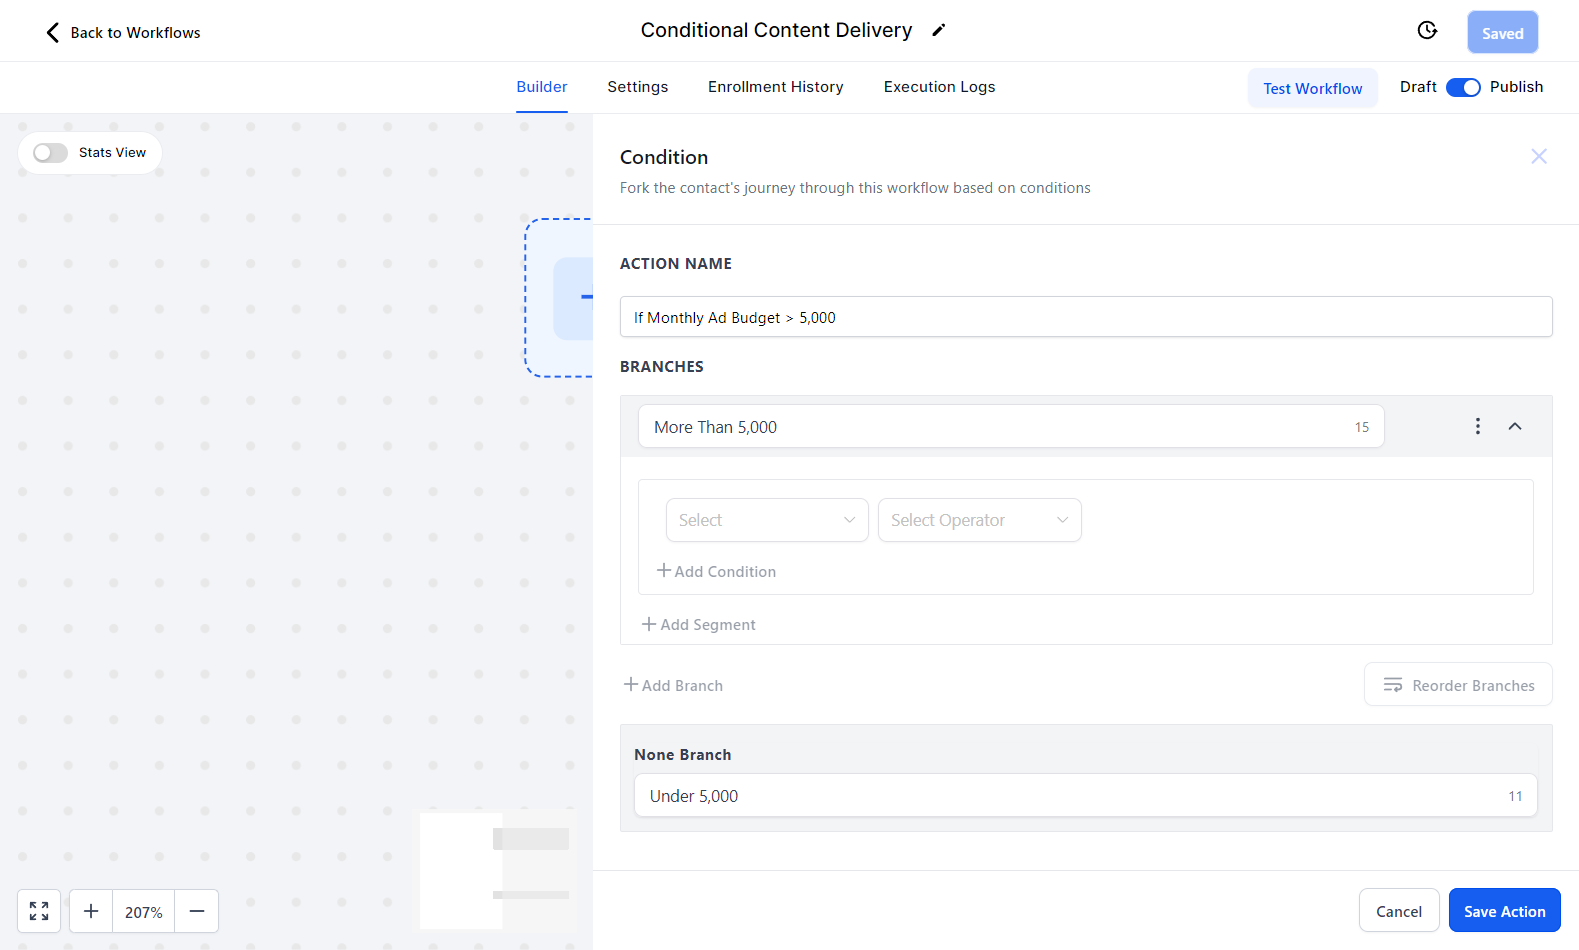 Back to Workflows
Conditional Content Delivery
Saved
Builder
Settings
Enrollment History
Execution Logs
Test Workflow
Draft
Publish
Stats View
Condition
Fork the contact's journey through this workflow based on conditions
ACTION NAME
If Monthly Ad Budget > 5,000
BRANCHES
More Than 5,000
15
Select
Select Operator
Add Condition
Add Segment
Add Branch
Reorder Branches
None Branch
Under 5,000
11
207%
Cancel
Save Action